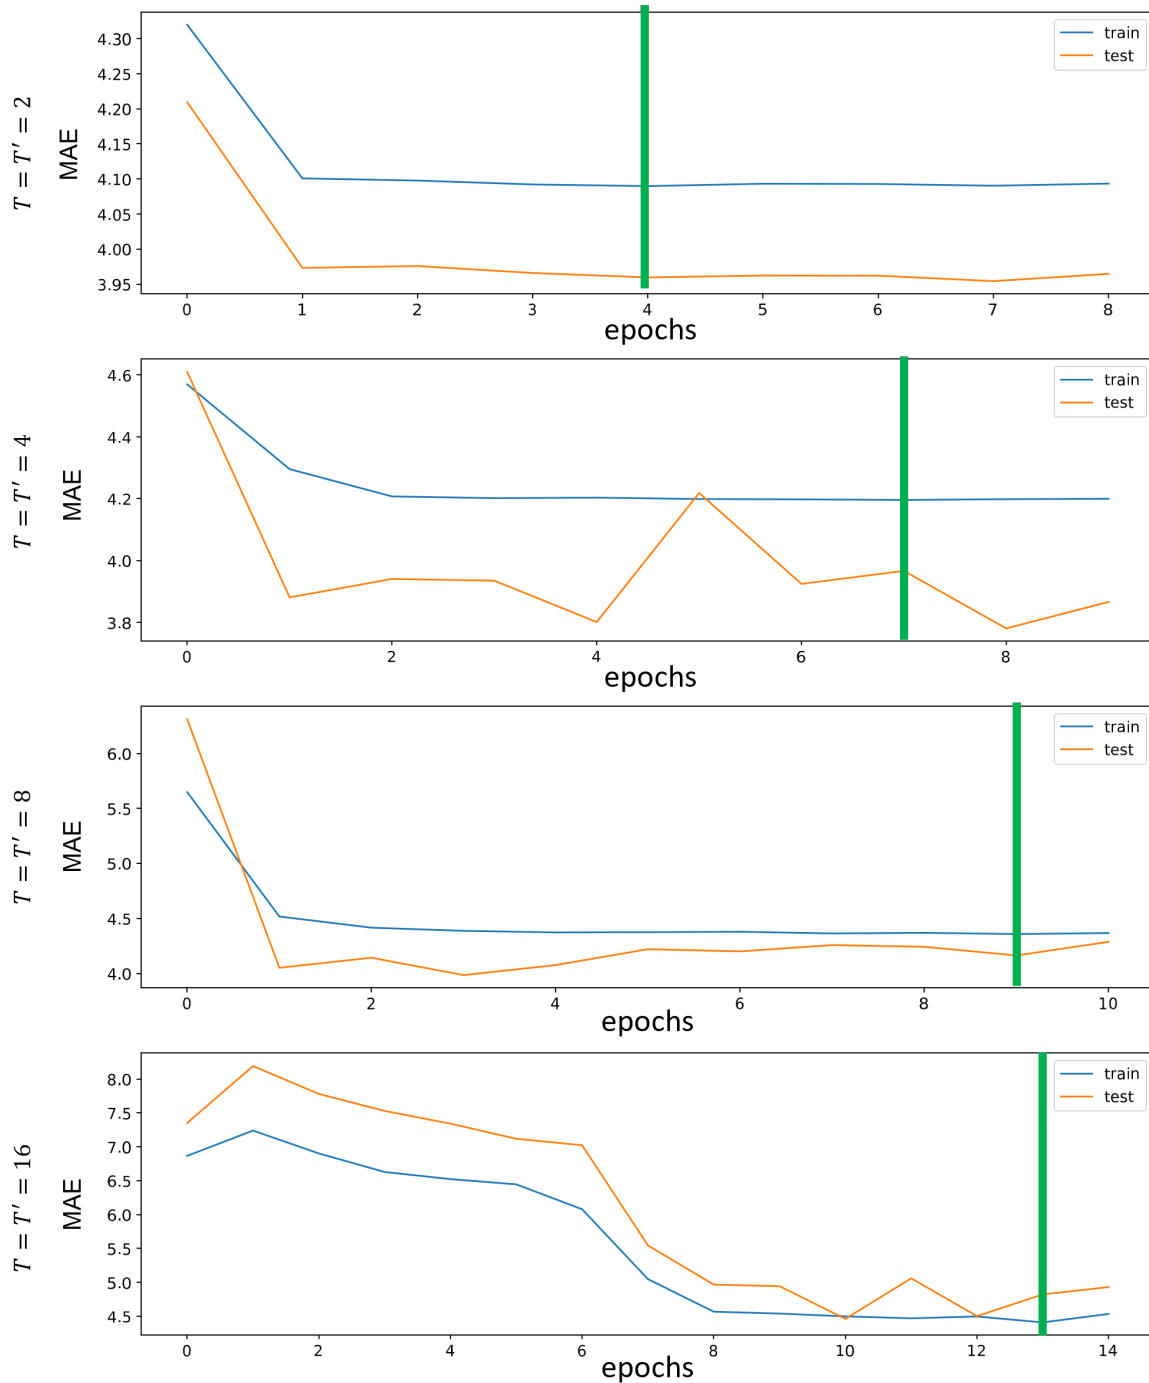 T = T′ = 2
MAE
4.30
4.25
4.20
4.15
4.10
4.05
4.00
3.95
train
test
0 1 2 3 4 5 6 7 8
epochs
T = T′ = 4
MAE
4.6
4.4
4.2
4.0
3.8
train
test
0 2 4 6 8
epochs
T = T′ = 8
MAE
6.0
5.5
5.0
4.5
4.0
train
test
0 2 4 6 8 10
epochs
T = T′ = 16
MAE
8.0
7.5
7.0
6.5
6.0
5.5
5.0
4.5
train
test
0 2 4 6 8 10 12 14
epochs